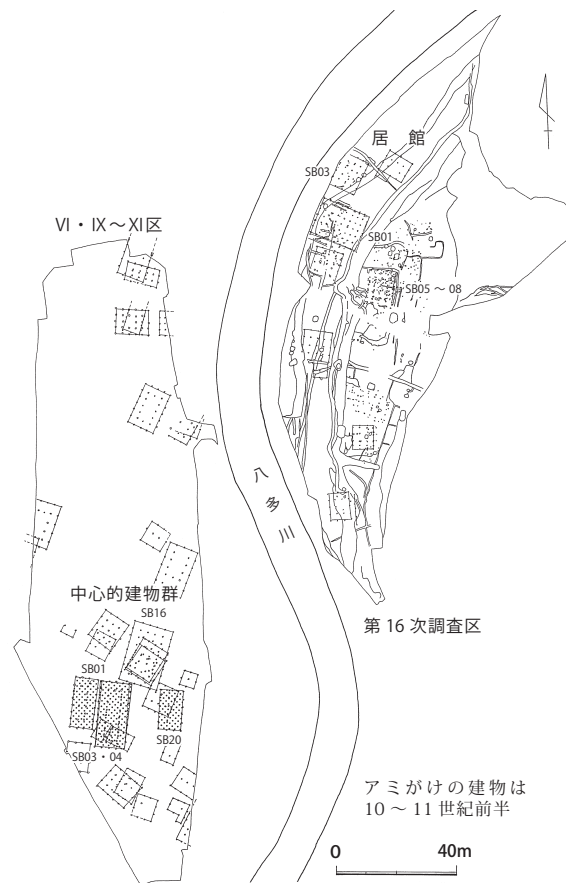 居館
SB03
SB01
SB05～08
VI・IX～XI区
八多川
第16次調査区
中心的建物群
SB16
SB01
SB20
SB03・04
アミがけの建物は
10～11世紀前半
0 40m